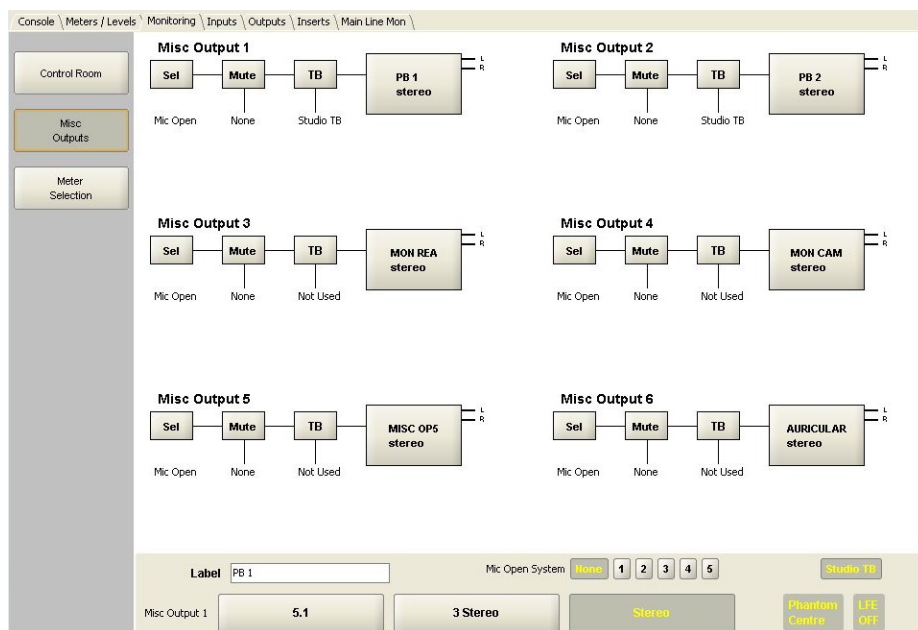 Console Meters / Levels Monitoring Inputs Outputs Inserts Main Line Mon
Control Room
Misc
Outputs
Meter
Selection
Misc Output 1
Sel Mute TB PB 1
stereo
L
R
Mic Open None Studio TB
Misc Output 2
Sel Mute TB PB 2
stereo
L
R
Mic Open None Studio TB
Misc Output 3
Sel Mute TB MON REA
stereo
L
R
Mic Open None Not Used
Misc Output 4
Sel Mute TB MON CAM
stereo
L
R
Mic Open None Not Used
Misc Output 5
Sel Mute TB MISC OP5
stereo
L
R
Mic Open None Not Used
Misc Output 6
Sel Mute TB AURICULAR
stereo
L
R
Mic Open None Not Used
Label PB 1 Mic Open System None 1 2 3 4 5 Studio TB
Misc Output 1 5.1 3 Stereo Stereo
Phantom
Centre
LFE
OFF